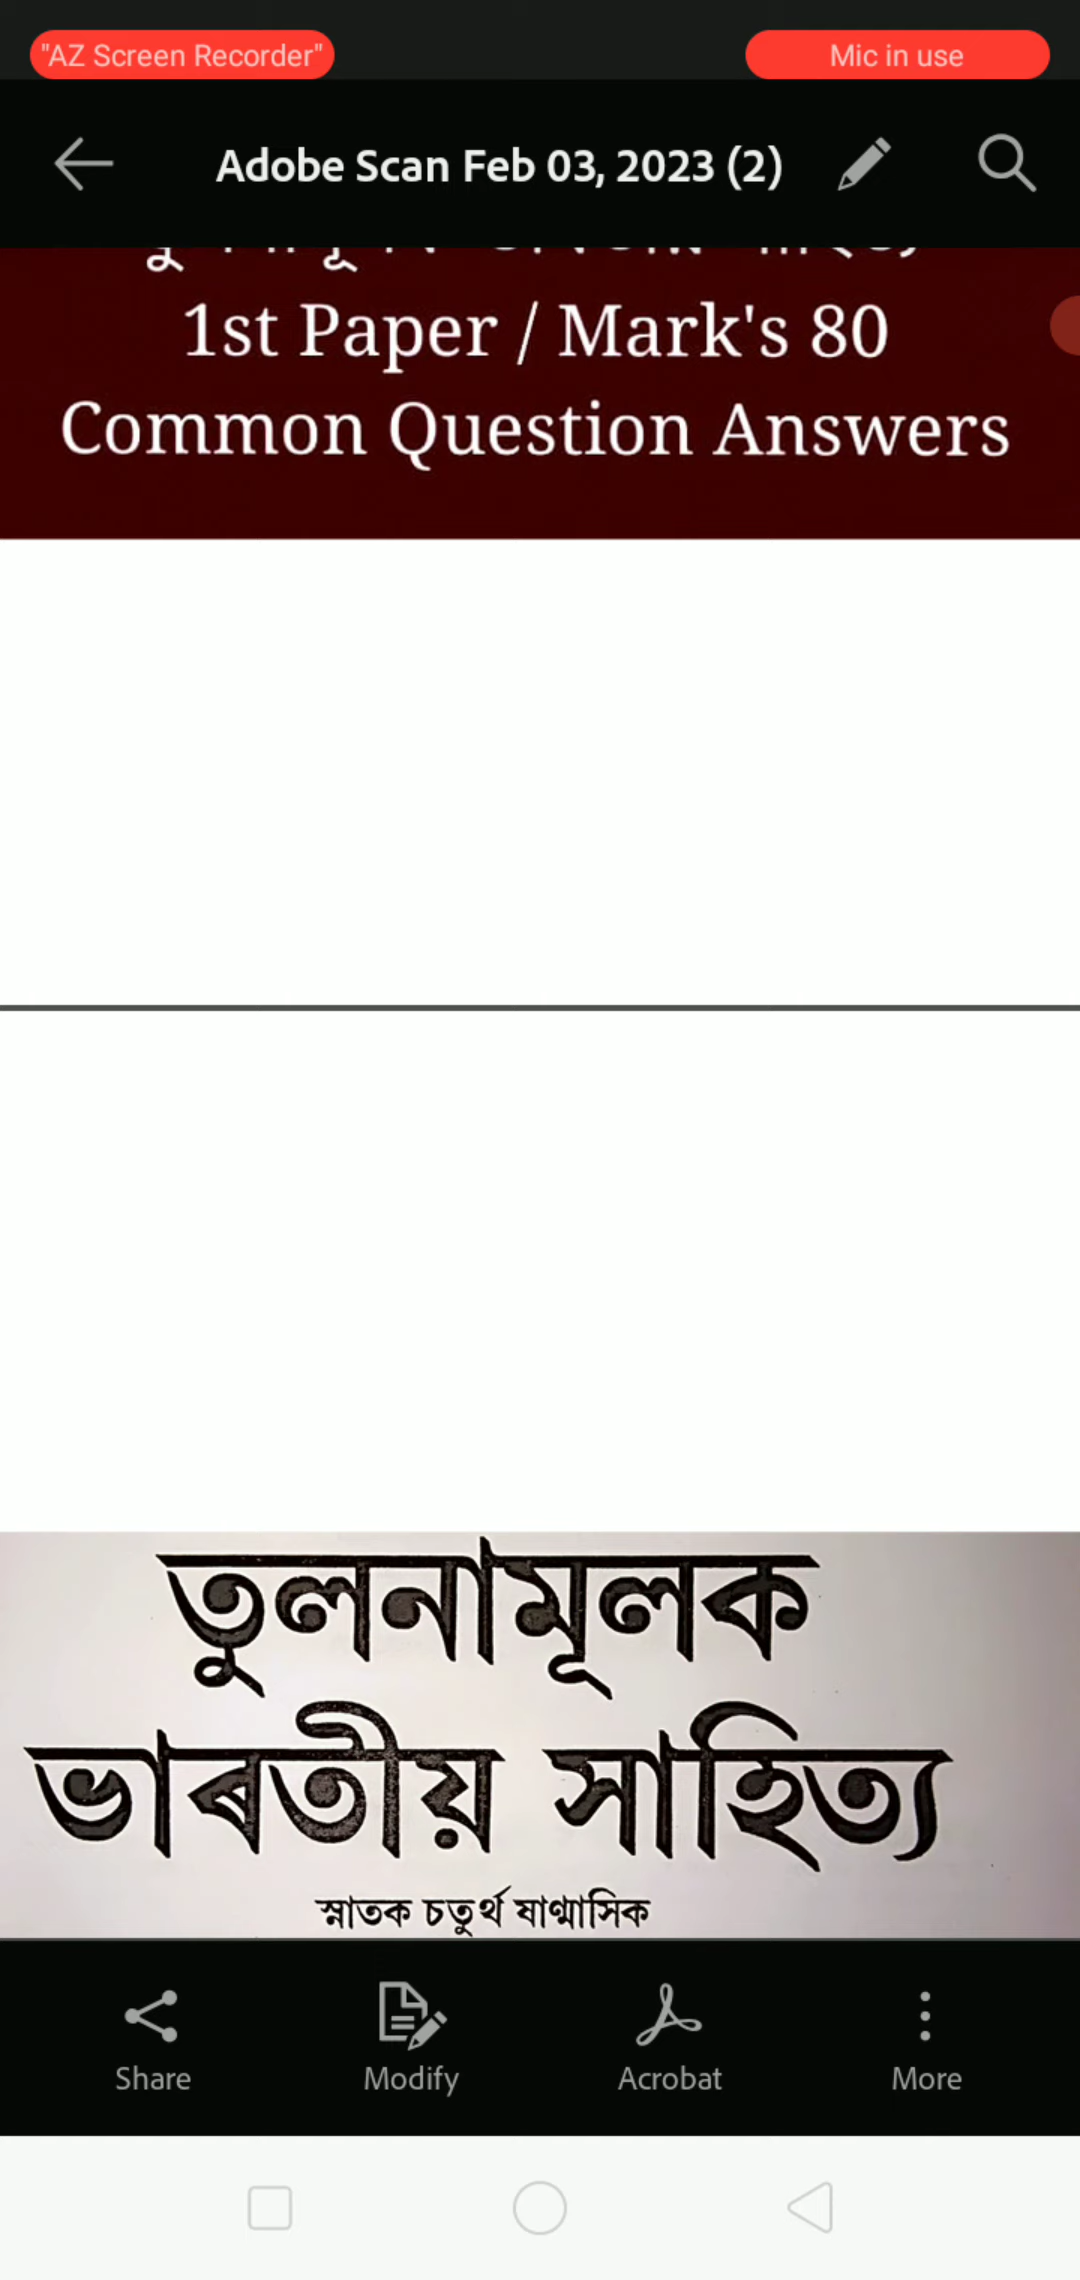 "AZ Screen Recorder"
Mic in use
Adobe Scan Feb 03, 2023 (2)
1st Paper / Mark's 80
Common Question Answers
তুলনামূলক
ভাৰতীয় সাহিত্য
স্নাতক চতুৰ্থ ষাণ্মাসিক
Share
Modify
Acrobat
More